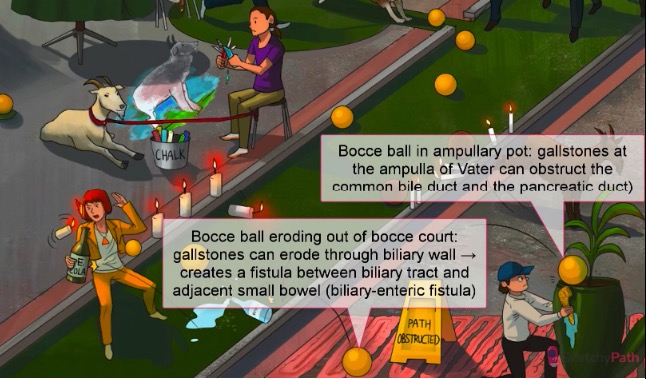 CHALK
Bocce ball in ampullary pot: gallstones at
the ampulla of Vater can obstruct the
common bile duct and the pancreatic duct)
Bocce ball eroding out of bocce court:
gallstones can erode through biliary wall →
creates a fistula between biliary tract and
adjacent small bowel (biliary-enteric fistula)
COLA
PATH
OBSTRUCTED
SketchyPath